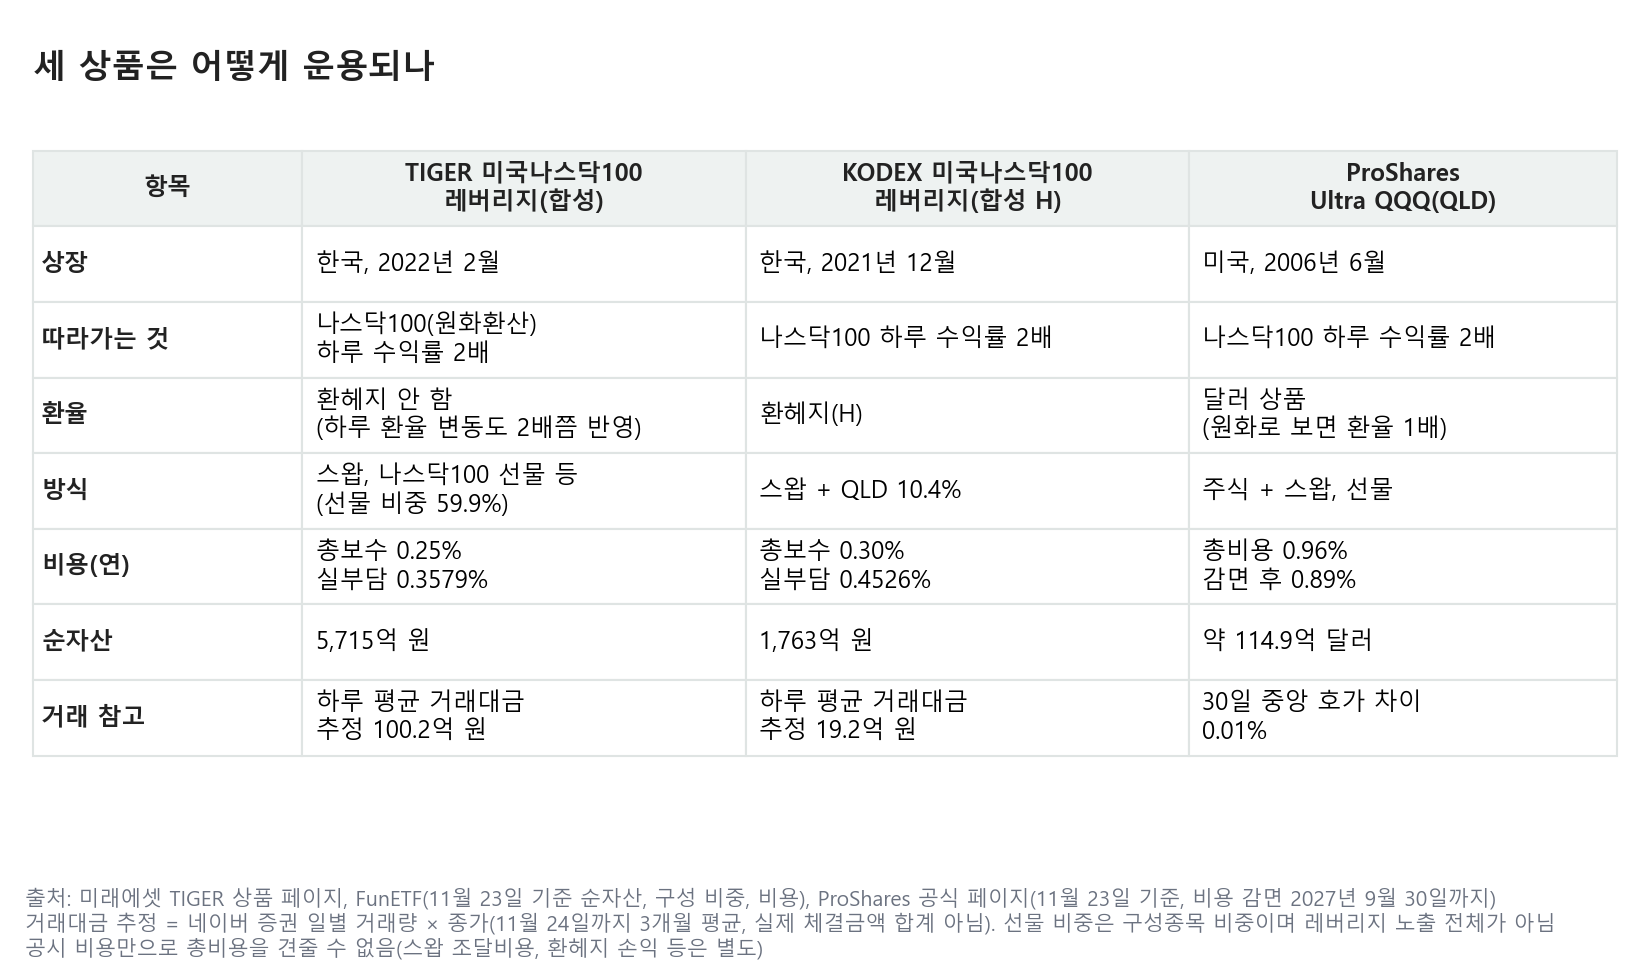 세 상품은 어떻게 운용되나
항목
TIGER 미국나스닥100
레버리지(합성)
KODEX 미국나스닥100
레버리지(합성 H)
ProShares
Ultra QQQ(QLD)
상장
한국, 2022년 2월
한국, 2021년 12월
미국, 2006년 6월
따라가는 것
나스닥100(원화환산)
하루 수익률 2배
나스닥100 하루 수익률 2배
나스닥100 하루 수익률 2배
환율
환헤지 안 함
(하루 환율 변동도 2배쯤 반영)
환헤지(H)
달러 상품
(원화로 보면 환율 1배)
방식
스왑, 나스닥100 선물 등
(선물 비중 59.9%)
스왑 + QLD 10.4%
주식 + 스왑, 선물
비용(연)
총보수 0.25%
실부담 0.3579%
총보수 0.30%
실부담 0.4526%
총비용 0.96%
감면 후 0.89%
순자산
5,715억 원
1,763억 원
약 114.9억 달러
거래 참고
하루 평균 거래대금
추정 100.2억 원
하루 평균 거래대금
추정 19.2억 원
30일 중앙 호가 차이
0.01%
출처: 미래에셋 TIGER 상품 페이지, FunETF(11월 23일 기준 순자산, 구성 비중, 비용), ProShares 공식 페이지(11월 23일 기준, 비용 감면 2027년 9월 30일까지)
거래대금 추정 = 네이버 증권 일별 거래량 × 종가(11월 24일까지 3개월 평균, 실제 체결금액 합계 아님). 선물 비중은 구성종목 비중이며 레버리지 노출 전체가 아님
공시 비용만으로 총비용을 견줄 수 없음(스왑 조달비용, 환헤지 손익 등은 별도)